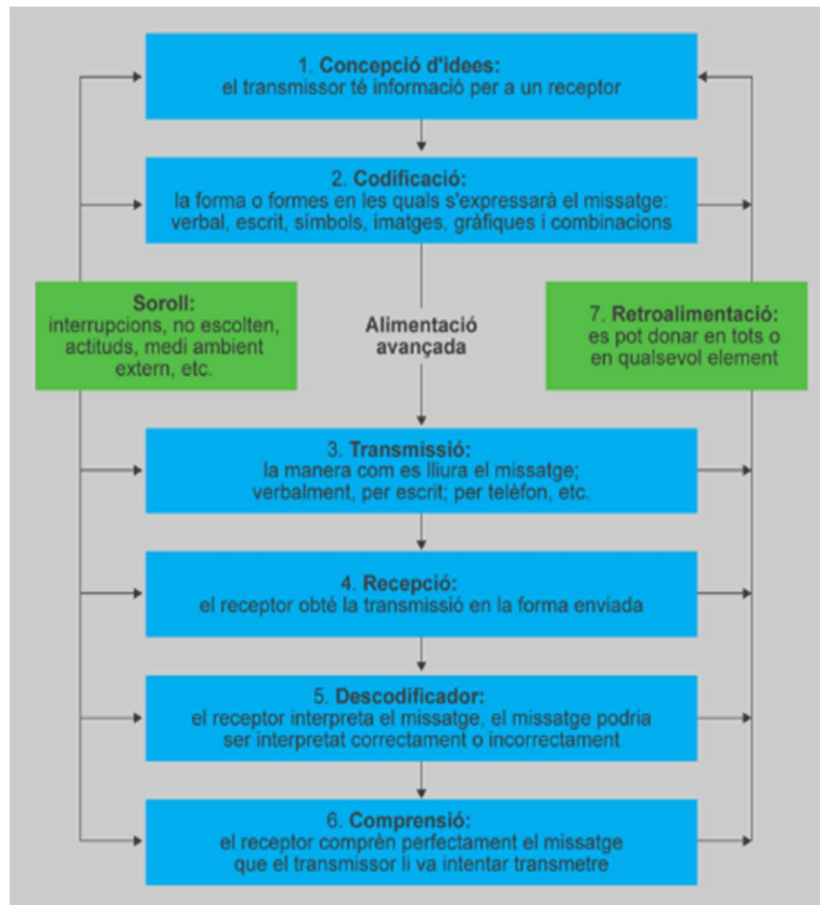 1. Concepció d'idees:
el transmissor té informació per a un receptor
2. Codificació:
la forma o formes en les quals s'expressarà el missatge:
verbal, escrit, símbols, imatges, gràfiques i combinacions
Soroll:
interrupcions, no escolten,
actituds, medi ambient
extern, etc.
Alimentació
avançada
7. Retroalimentació:
es pot donar en tots o
en qualsevol element
3. Transmissió:
la manera com es lliura el missatge;
verbalment, per escrit; per telèfon, etc.
4. Recepció:
el receptor obté la transmissió en la forma enviada
5. Descodificador:
el receptor interpreta el missatge, el missatge podria
ser interpretat correctament o incorrectament
6. Comprensió:
el receptor comprèn perfectament el missatge
que el transmissor li va intentar transmetre